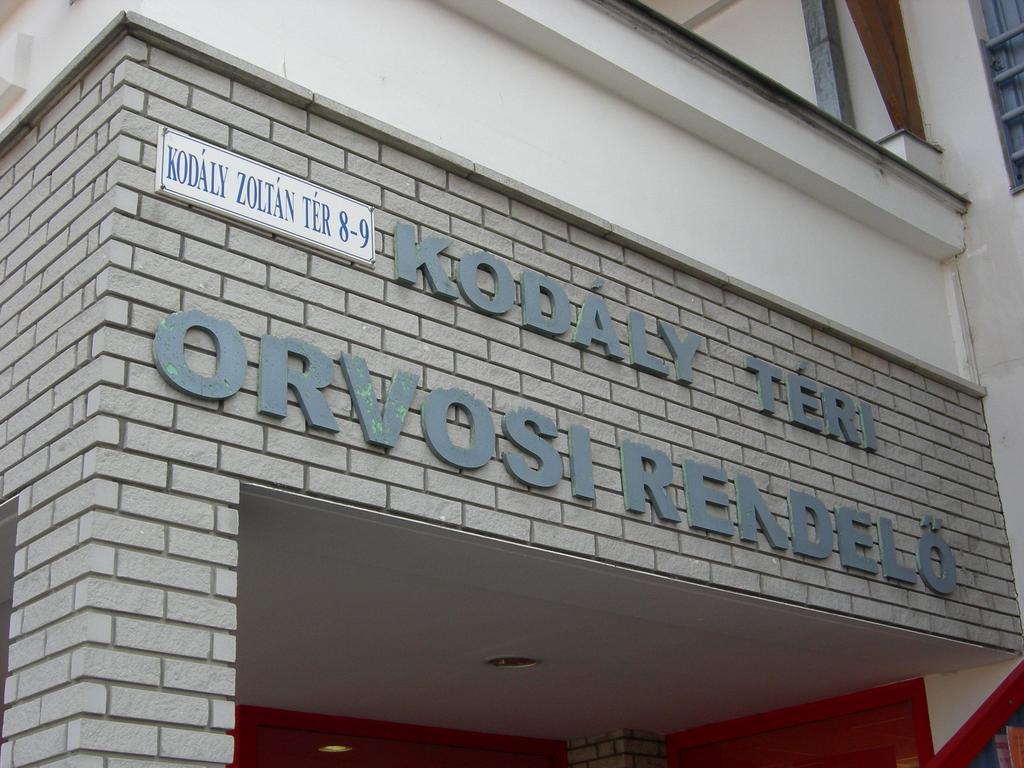 KODÁLY ZOLTÁN TÉR 8-9
KODÁLY TÉRI
ORVOSI RENDELŐ